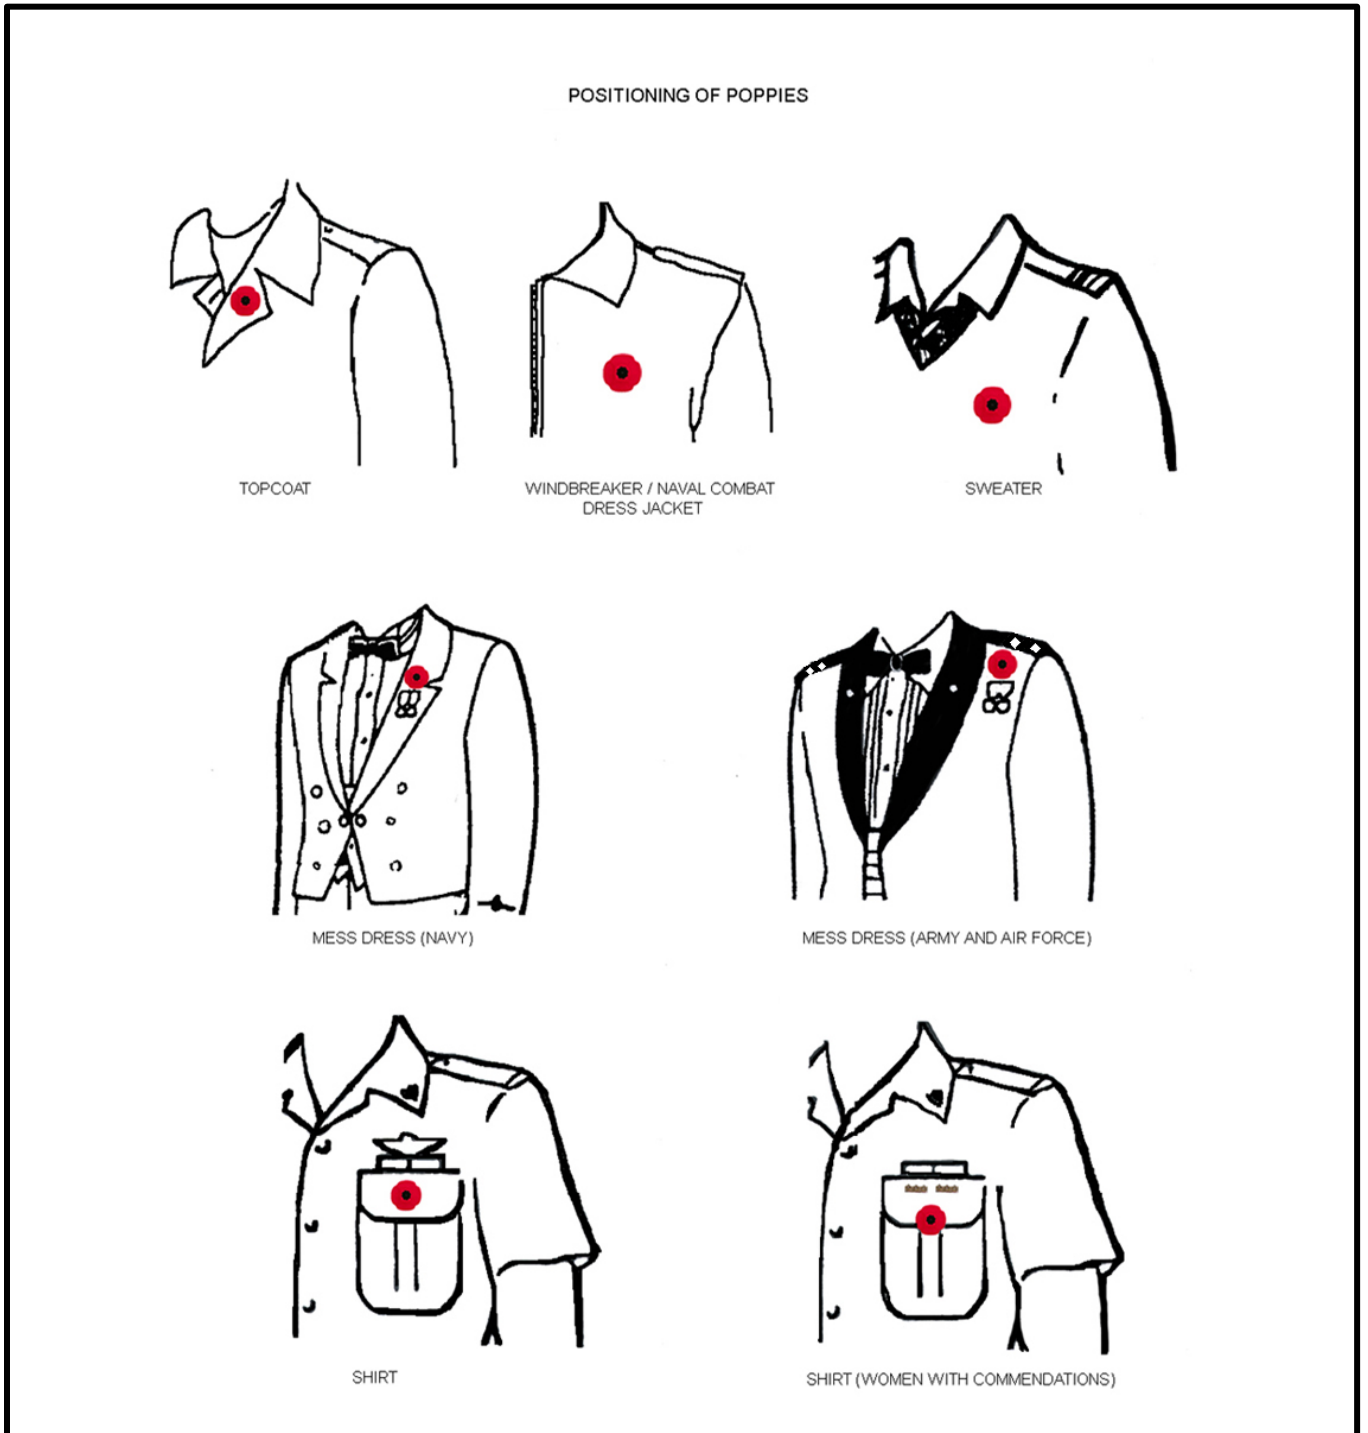 POSITIONING OF POPPIES
TOPCOAT
WINDBREAKER / NAVAL COMBAT
DRESS JACKET
SWEATER
MESS DRESS (NAVY)
MESS DRESS (ARMY AND AIR FORCE)
SHIRT
SHIRT (WOMEN WITH COMMENDATIONS)